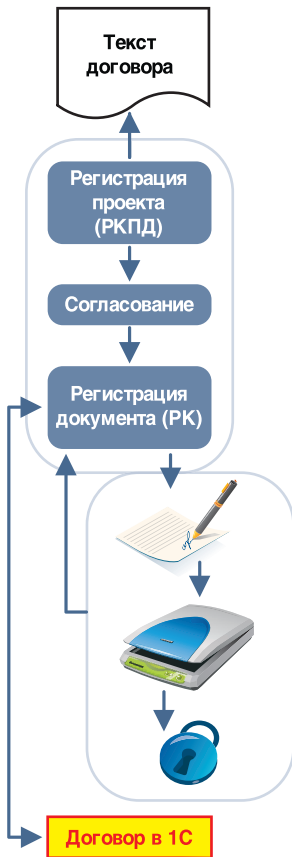 Текст
договора
Регистрация
проекта
(РКПД)
Согласование
Регистрация
документа (РК)
Договор в 1С